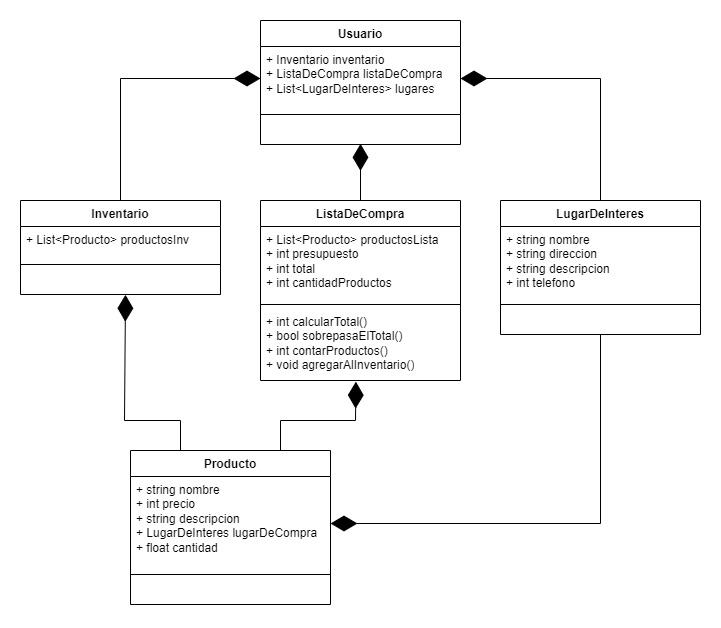 Usuario
+ Inventario inventario
+ ListaDeCompra listaDeCompra
+ List<LugarDeInteres> lugares
Inventario
+ List<Producto> productosInv
ListaDeCompra
+ List<Producto> productosLista
+ int presupuesto
+ int total
+ int cantidadProductos
+ int calcularTotal()
+ bool sobrepasaElTotal()
+ int contarProductos()
+ void agregarAlInventario()
LugarDeInteres
+ string nombre
+ string direccion
+ string descripcion
+ int telefono
Producto
+ string nombre
+ int precio
+ string descripcion
+ LugarDeInteres lugarDeCompra
+ float cantidad